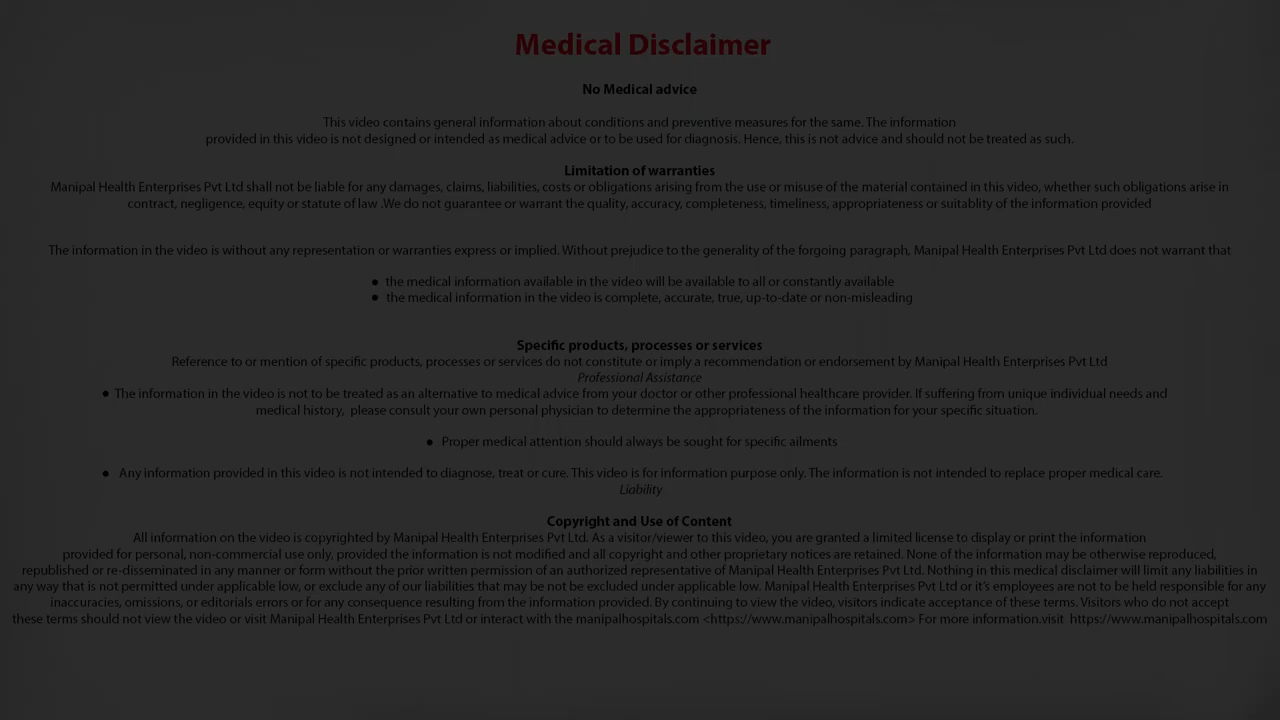 Medical Disclaimer
No Medical advice
This video contains general information about conditions and preventive measures for the same. The information
provided in this video is not designed or intended as medical advice or to be used for diagnosis. Hence, this is not advice and should not be treated as such.
Limitation of warranties
Manipal Health Enterprises Pvt Ltd shall not be liable for any damages, claims, liabilities, costs or obligations arising from the use or misuse of the material contained in this video, whether such obligations arise in
contract, negligence, equity or statute of law .We do not guarantee or warrant the quality, accuracy, completeness, timeliness, appropriateness or suitablity of the information provided
The information in the video is without any representation or warranties express or implied. Without prejudice to the generality of the forgoing paragraph, Manipal Health Enterprises Pvt Ltd does not warrant that
● the medical information available in the video will be available to all or constantly available
● the medical information in the video is complete, accurate, true, up-to-date or non-misleading
Specific products, processes or services
Reference to or mention of specific products, processes or services do not constitute or imply a recommendation or endorsement by Manipal Health Enterprises Pvt Ltd
Professional Assistance
● The information in the video is not to be treated as an alternative to medical advice from your doctor or other professional healthcare provider. If suffering from unique individual needs and
medical history, please consult your own personal physician to determine the appropriateness of the information for your specific situation.
● Proper medical attention should always be sought for specific ailments
● Any information provided in this video is not intended to diagnose, treat or cure. This video is for information purpose only. The information is not intended to replace proper medical care.
Liability
Copyright and Use of Content
All information on the video is copyrighted by Manipal Health Enterprises Pvt Ltd. As a visitor/viewer to this video, you are granted a limited license to display or print the information
provided for personal, non-commercial use only, provided the information is not modified and all copyright and other proprietary notices are retained. None of the information may be otherwise reproduced,
republished or re-disseminated in any manner or form without the prior written permission of an authorized representative of Manipal Health Enterprises Pvt Ltd. Nothing in this medical disclaimer will limit any liabilities in
any way that is not permitted under applicable low, or exclude any of our liabilities that may be not be excluded under applicable low. Manipal Health Enterprises Pvt Ltd or it's employees are not to be held responsible for any
inaccuracies, omissions, or editorials errors or for any consequence resulting from the information provided. By continuing to view the video, visitors indicate acceptance of these terms. Visitors who do not accept
these terms should not view the video or visit Manipal Health Enterprises Pvt Ltd or interact with the manipalhospitals.com <https://www.manipalhospitals.com> For more information.visit https://www.manipalhospitals.com